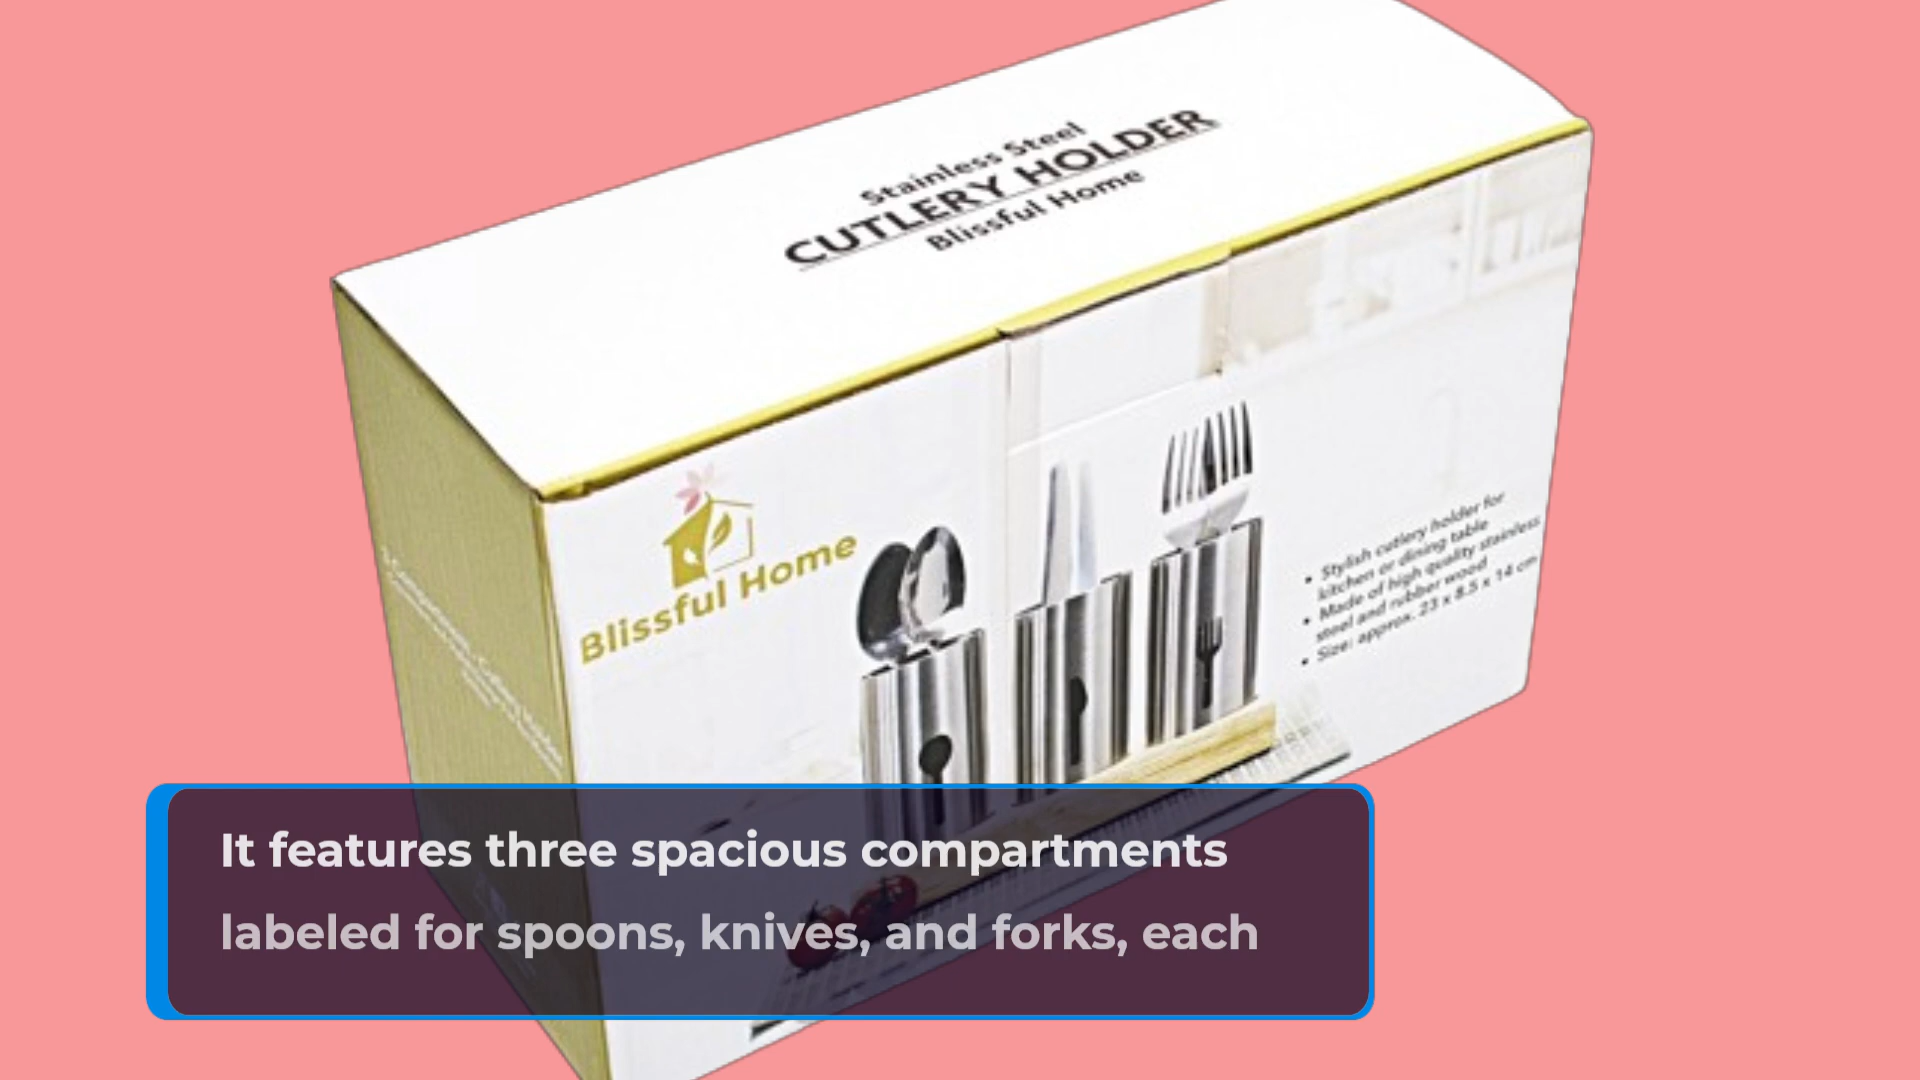 Stainless Steel
CUTLERY HOLDER
Blissful Home
Blissful Home
• Stylish cutlery holder for
kitchen or dining table
• Made of high quality stainless
steel and rubber wood
• Size: approx. 23 x 8.5 x 14 cm
It features three spacious compartments
labeled for spoons, knives, and forks, each